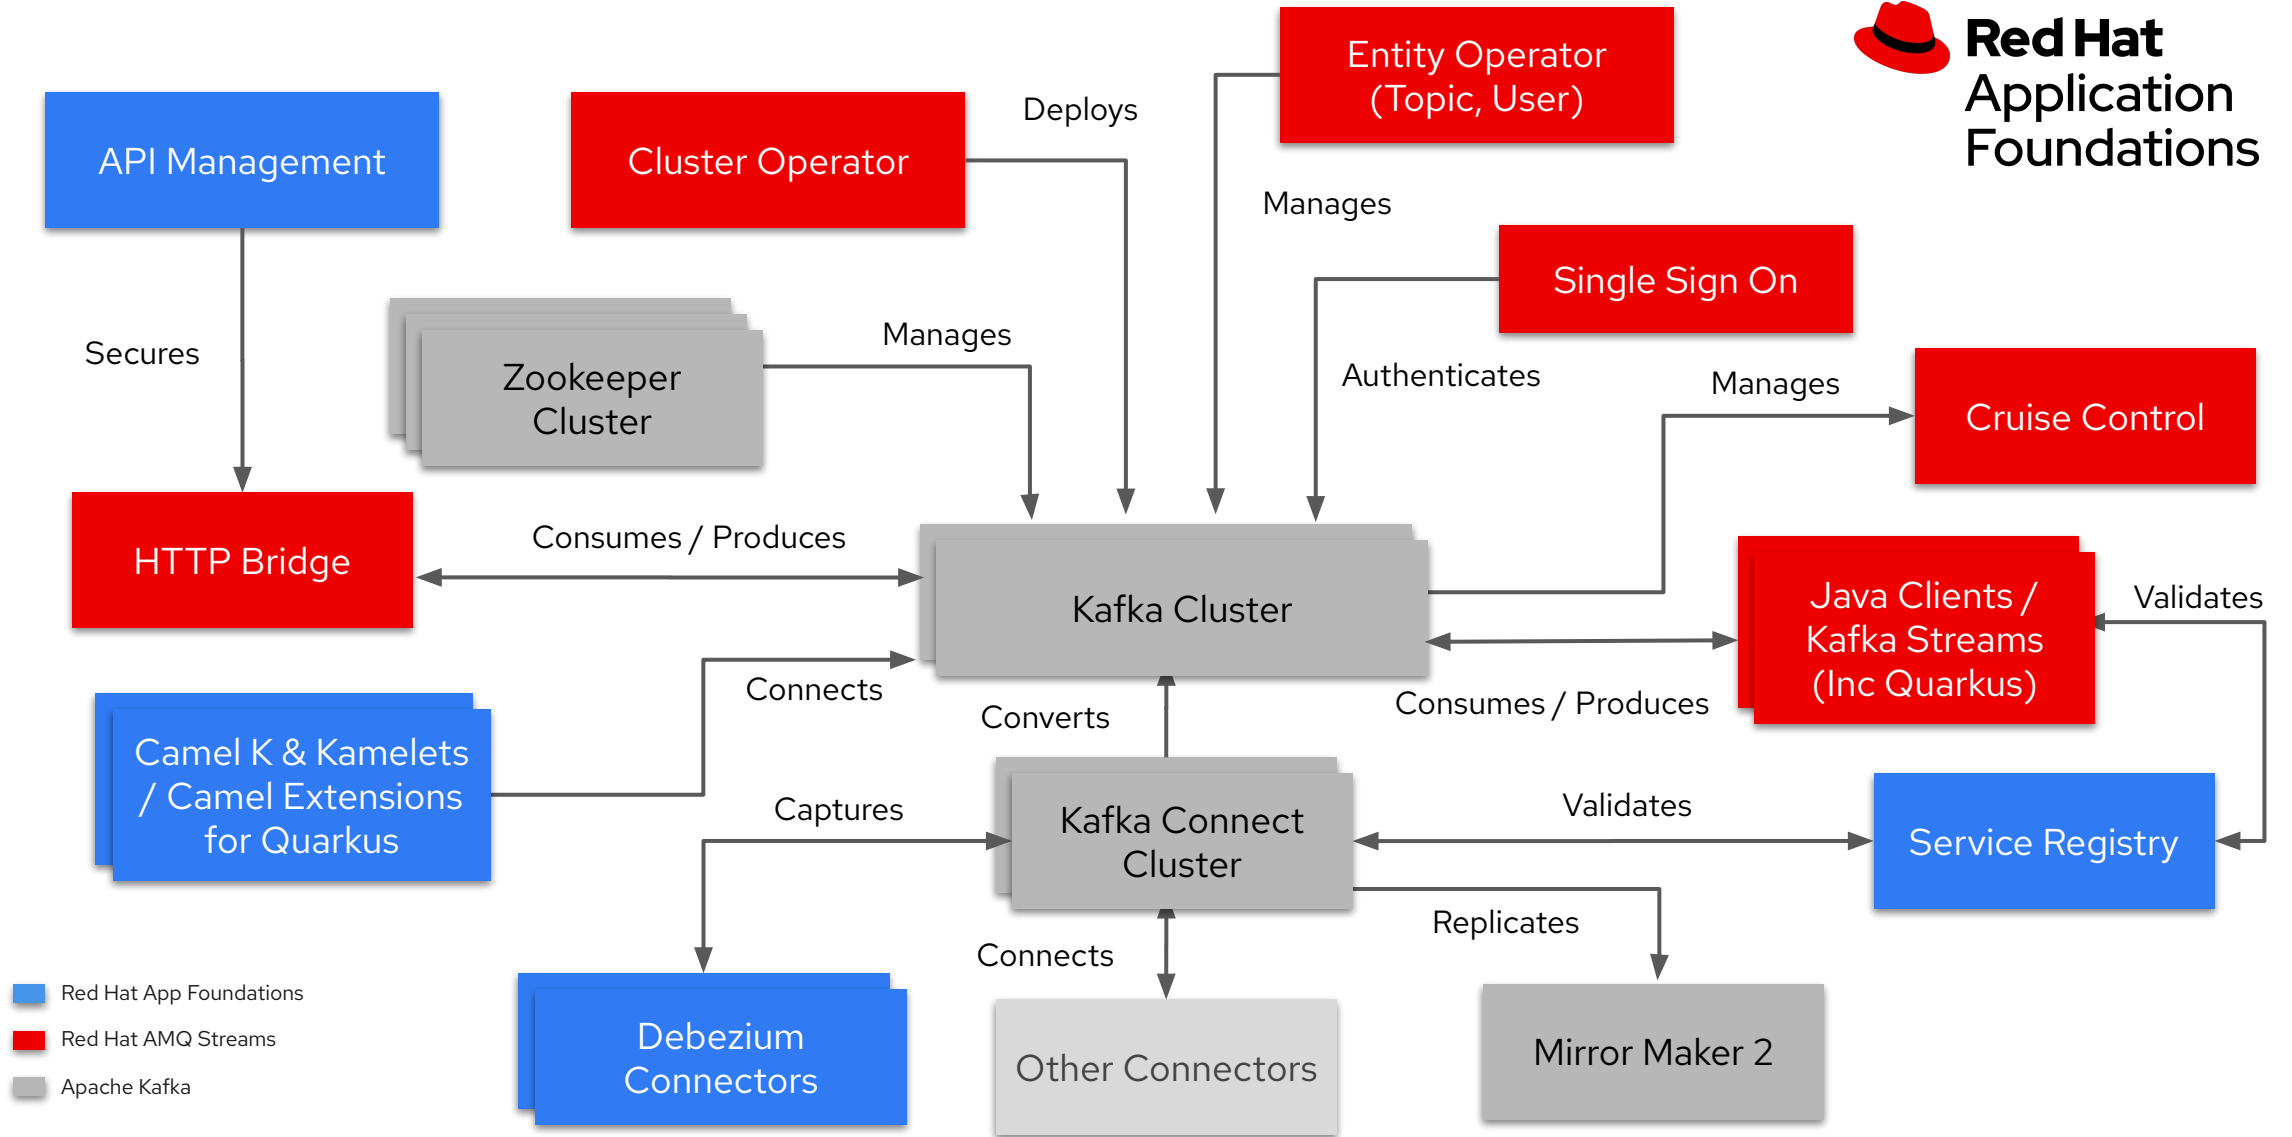 Red Hat
Application
Foundations
Entity Operator
(Topic, User)
API Management
Cluster Operator
Deploys
Manages
Single Sign On
Secures
Zookeeper
Cluster
Manages
Authenticates
Manages
Cruise Control
HTTP Bridge
Consumes / Produces
Kafka Cluster
Java Clients /
Kafka Streams
(Inc Quarkus)
Validates
Connects
Converts
Consumes / Produces
Camel K & Kamelets
/ Camel Extensions
for Quarkus
Captures
Kafka Connect
Cluster
Validates
Service Registry
Connects
Replicates
Red Hat App Foundations
Red Hat AMQ Streams
Apache Kafka
Debezium
Connectors
Other Connectors
Mirror Maker 2